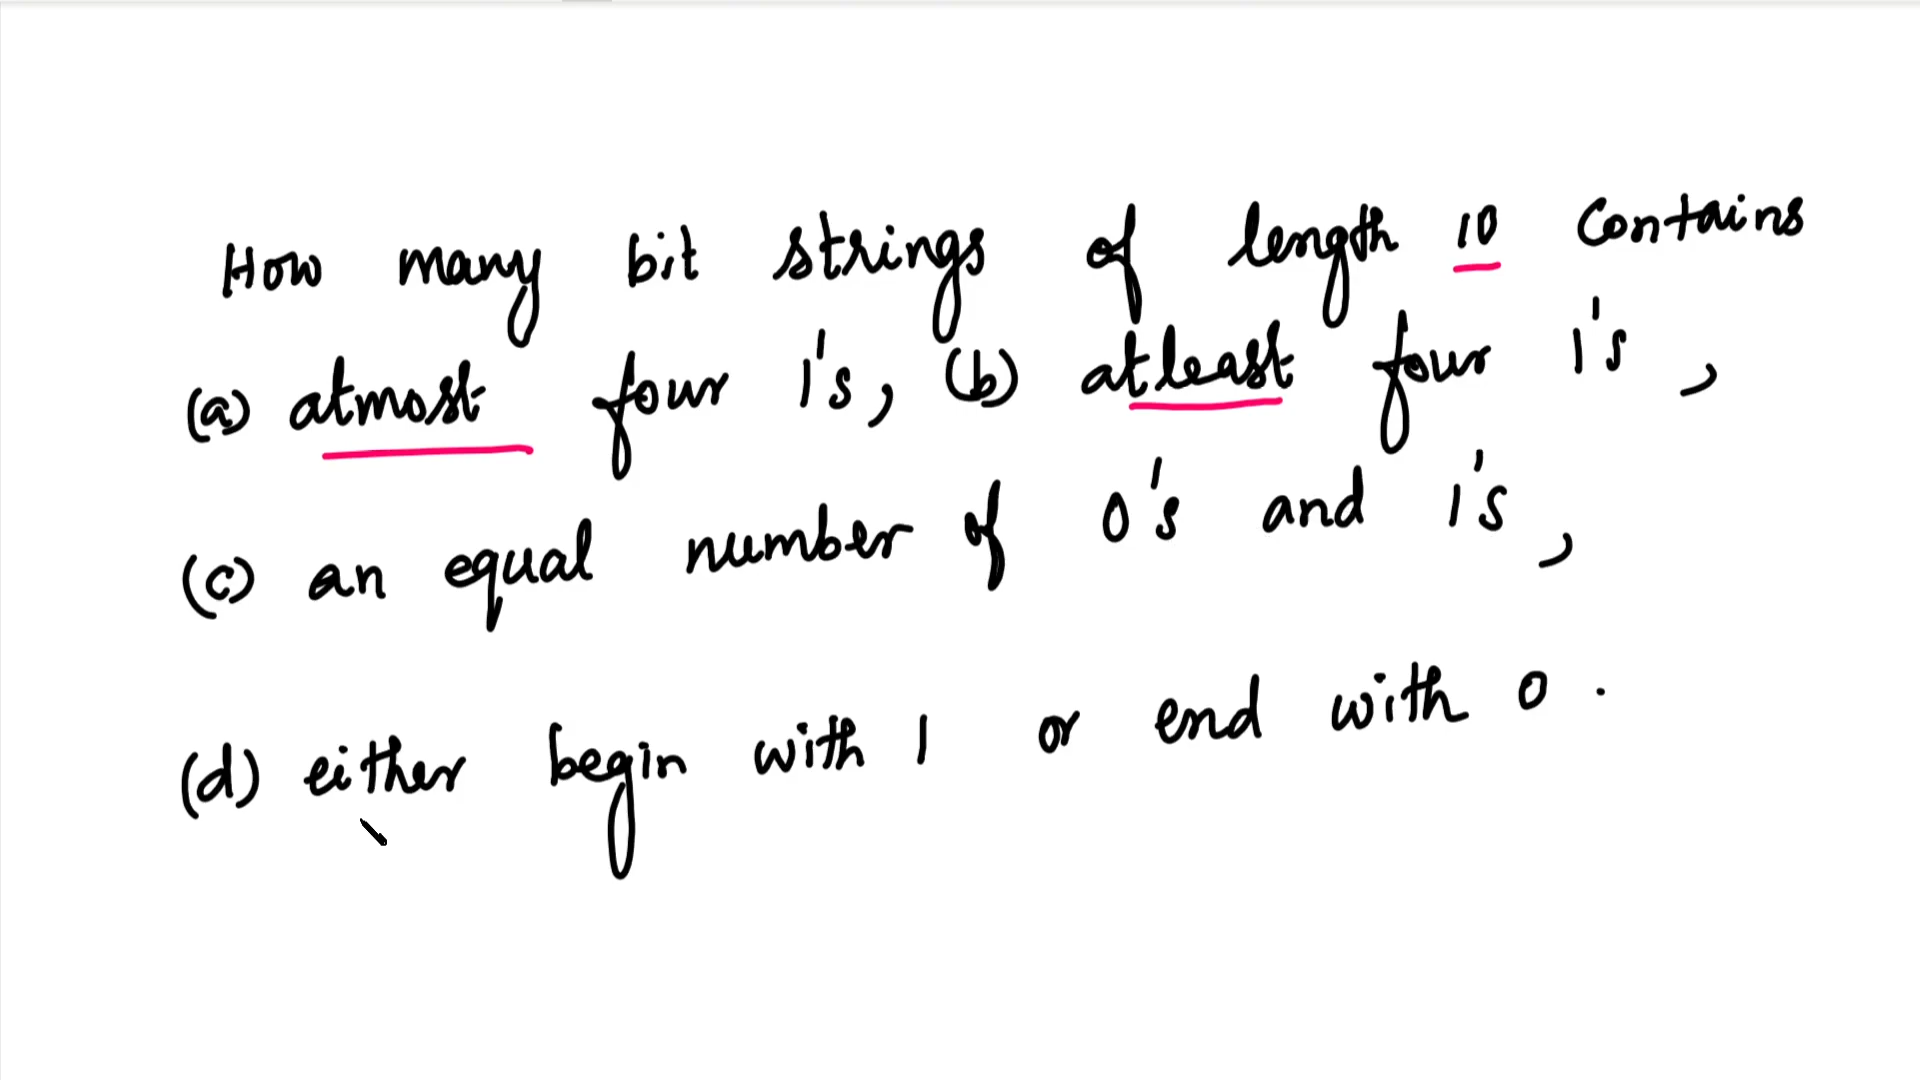 How many bit strings of length 10 contains
(a) atmost four 1's, (b) atleast four 1's,
(c) an equal number of 0's and 1's,
(d) either begin with 1 or end with 0.